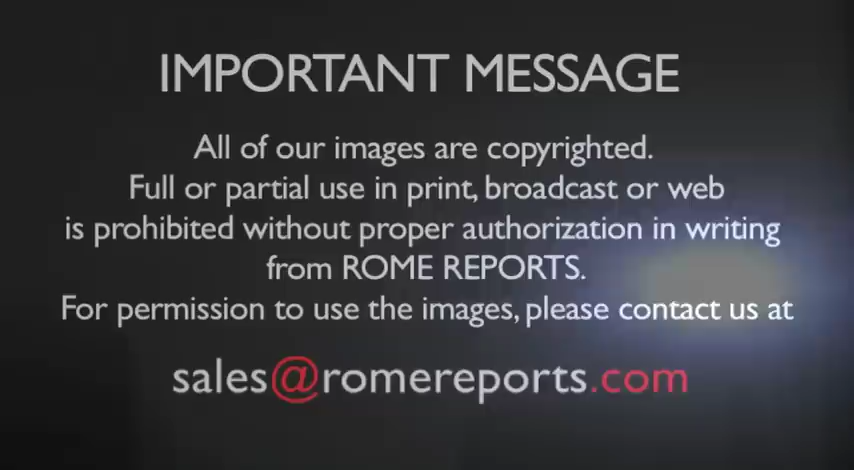 IMPORTANT MESSAGE
All of our images are copyrighted.
Full or partial use in print, broadcast or web
is prohibited without proper authorization in writing
from ROME REPORTS.
For permission to use the images, please contact us at
sales@romereports.com